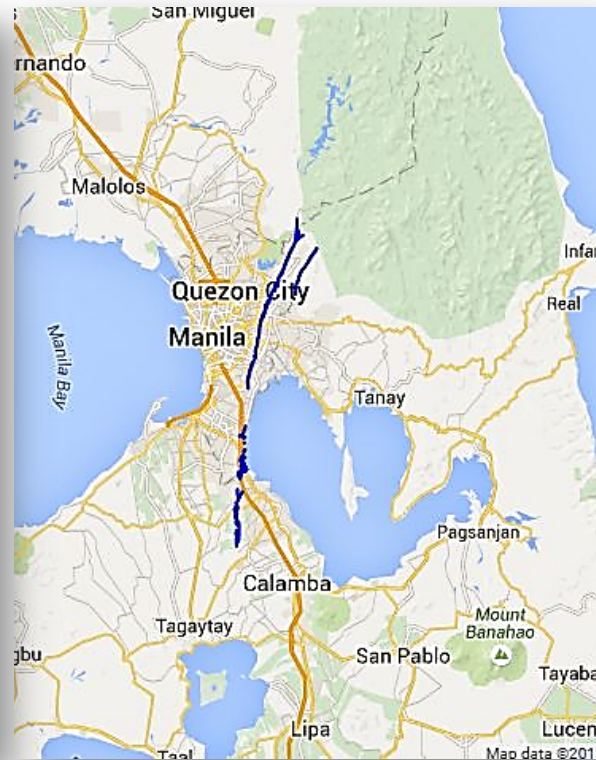 San Miguel
rnando
Malolos
Infa
Quezon City
Real
Manila
Manila Bay
Tanay
Pagsanjan
Calamba
Mount
Banahao
Tagaytay
gbu
San Pablo
Tayaba
Lipa
Lucen
Taal
Map data ©201